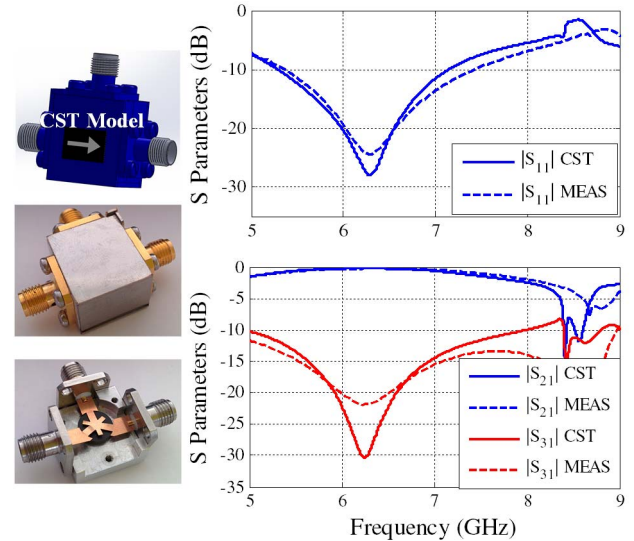 CST Model
S Parameters (dB)
0
-10
-20
-30
5
6
7
8
9
|S11| CST
|S11| MEAS
S Parameters (dB)
0
-5
-10
-15
-20
-25
-30
-35
5
6
7
8
9
|S21| CST
|S21| MEAS
|S31| CST
|S31| MEAS
Frequency (GHz)